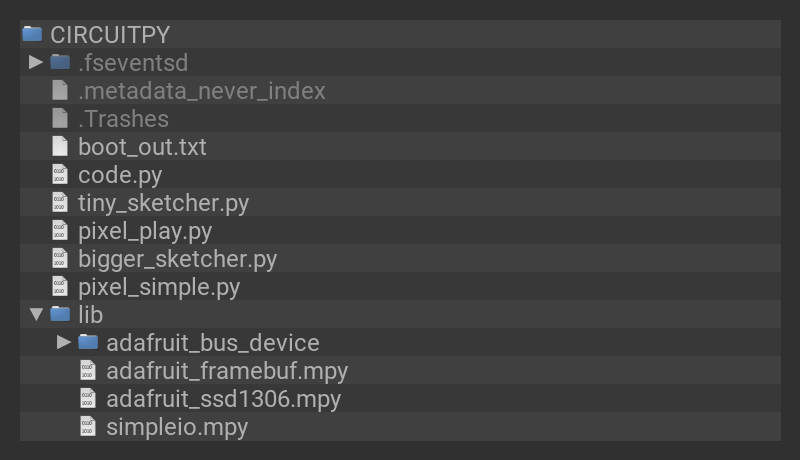 CIRCUITPY
.fseventsd
.metadata_never_index
.Trashes
boot_out.txt
code.py
tiny_sketcher.py
pixel_play.py
bigger_sketcher.py
pixel_simple.py
lib
adafruit_bus_device
adafruit_framebuf.mpy
adafruit_ssd1306.mpy
simpleio.mpy